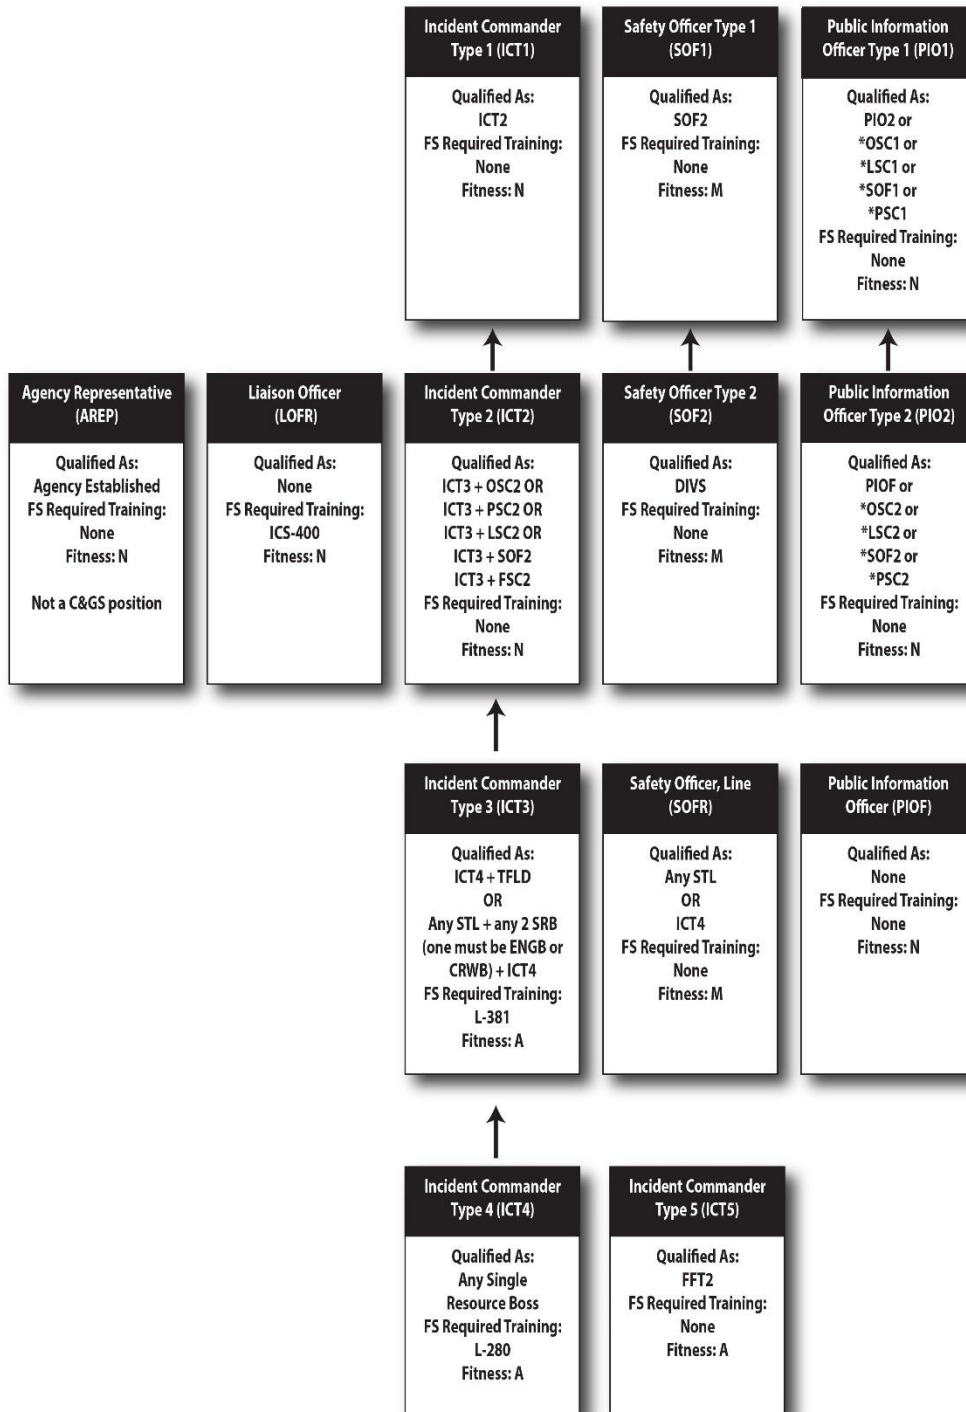 Incident Commander
Type 1 (ICT1)
Qualified As:
ICT2
FS Required Training:
None
Fitness: N
Safety Officer Type 1
(SOF1)
Qualified As:
SOF2
FS Required Training:
None
Fitness: M
Public Information
Officer Type 1 (PIO1)
Qualified As:
PIO2 or
*OSC1 or
*LSC1 or
*SOF1 or
*PSC1
FS Required Training:
None
Fitness: N
Agency Representative
(AREP)
Qualified As:
Agency Established
FS Required Training:
None
Fitness: N
Not a C&GS position
Liaison Officer
(LOFR)
Qualified As:
None
FS Required Training:
ICS-400
Fitness: N
Incident Commander
Type 2 (ICT2)
Qualified As:
ICT3 + OSC2 OR
ICT3 + PSC2 OR
ICT3 + LSC2 OR
ICT3 + SOF2
ICT3 + FSC2
FS Required Training:
None
Fitness: N
Safety Officer Type 2
(SOF2)
Qualified As:
DIVS
FS Required Training:
None
Fitness: M
Public Information
Officer Type 2 (PIO2)
Qualified As:
PIOF or
*OSC2 or
*LSC2 or
*SOF2 or
*PSC2
FS Required Training:
None
Fitness: N
Incident Commander
Type 3 (ICT3)
Qualified As:
ICT4 + TFLD
OR
Any STL + any 2 SRB
(one must be ENGB or
CRWB) + ICT4
FS Required Training:
L-381
Fitness: A
Safety Officer, Line
(SOFR)
Qualified As:
Any STL
OR
ICT4
FS Required Training:
None
Fitness: M
Public Information
Officer (PIOF)
Qualified As:
None
FS Required Training:
None
Fitness: N
Incident Commander
Type 4 (ICT4)
Qualified As:
Any Single
Resource Boss
FS Required Training:
L-280
Fitness: A
Incident Commander
Type 5 (ICT5)
Qualified As:
FFT2
FS Required Training:
None
Fitness: A